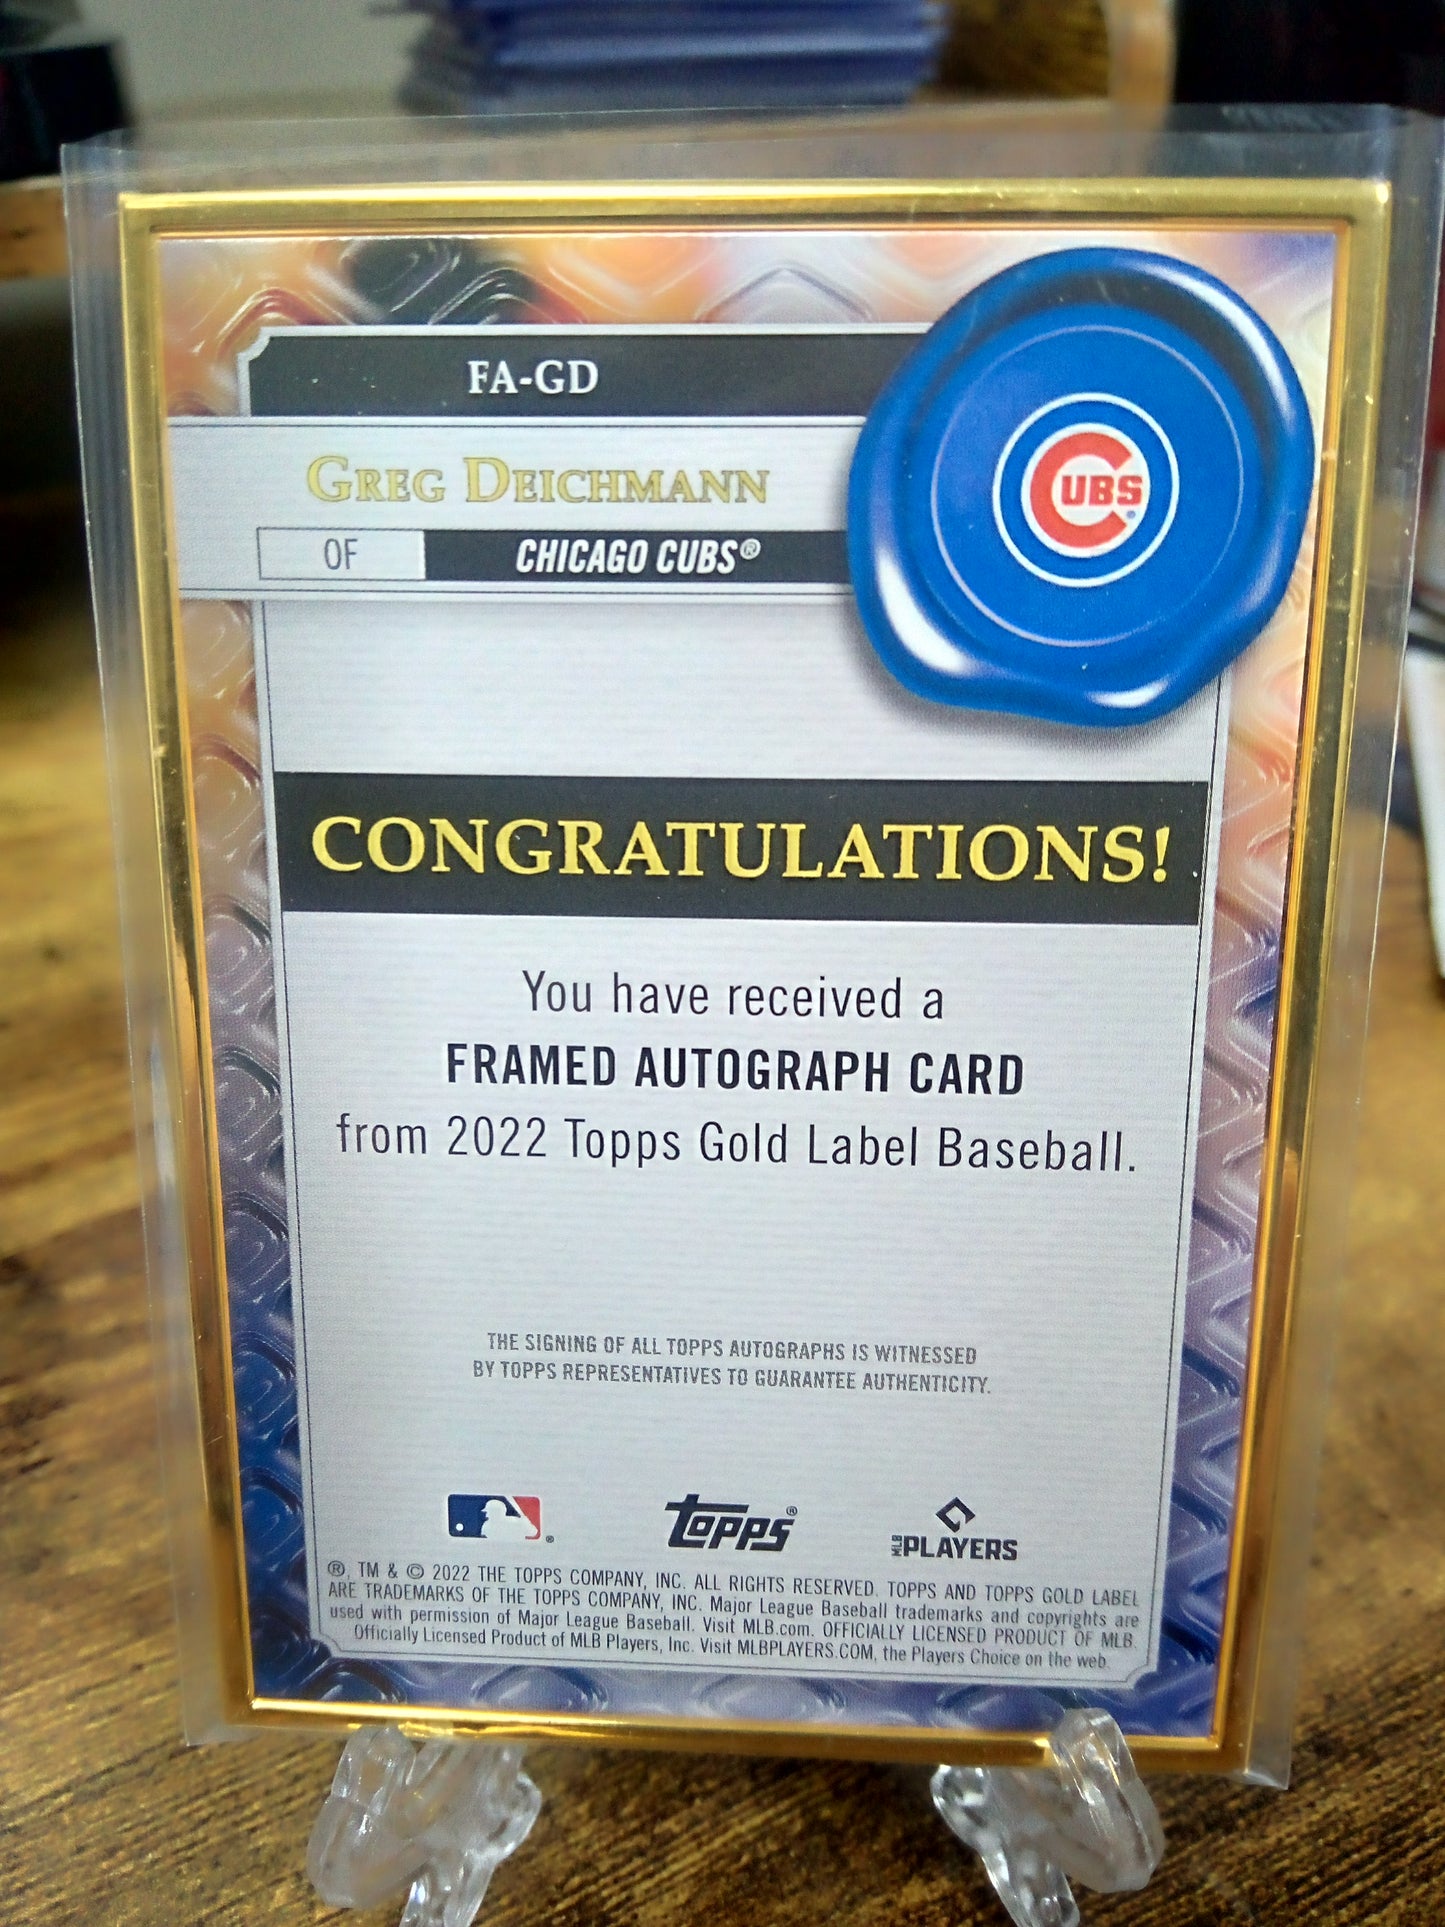 FA-GD
GREG DEICHMANN
OF CHICAGO CUBS®
CUBS®
CONGRATULATIONS!
You have received a
FRAMED AUTOGRAPH CARD
from 2022 Topps Gold Label Baseball.
THE SIGNING OF ALL TOPPS AUTOGRAPHS IS WITNESSED
BY TOPPS REPRESENTATIVES TO GUARANTEE AUTHENTICITY.
® topps® MLB PLAYERS
®, TM & © 2022 THE TOPPS COMPANY, INC. ALL RIGHTS RESERVED. TOPPS AND TOPPS GOLD LABEL
ARE TRADEMARKS OF THE TOPPS COMPANY, INC. Major League Baseball trademarks and copyrights are
used with permission of Major League Baseball. Visit MLB.com. OFFICIALLY LICENSED PRODUCT OF MLB.
Officially Licensed Product of MLB Players, Inc. Visit MLBPLAYERS.COM, the Players Choice on the web.